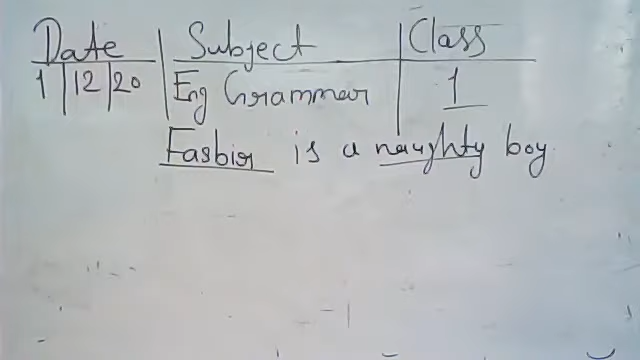 Date Subject Class
1 | 12 | 20 Eng Grammar 1
Fasbir is a naughty boy